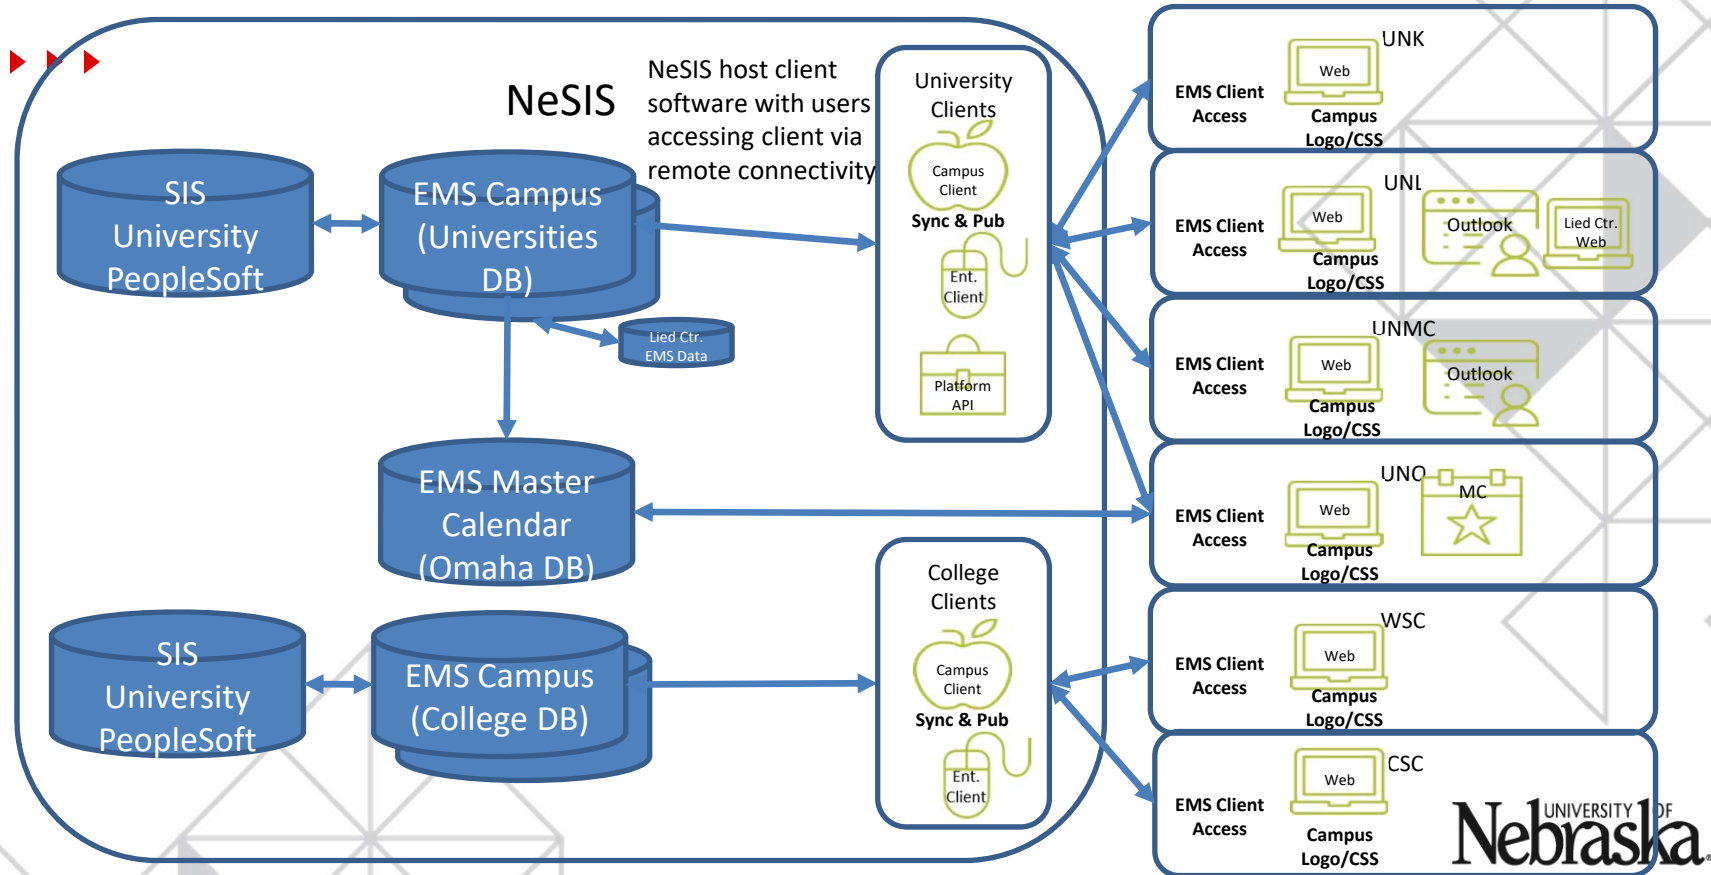 NeSIS
NeSIS host client
software with users
accessing client via
remote connectivity
SIS
University
PeopleSoft
EMS Campus
(Universities
DB)
Lied Ctr.
EMS Data
EMS Master
Calendar
(Omaha DB)
SIS
University
PeopleSoft
EMS Campus
(College DB)
University
Clients
Campus
Client
Sync & Pub
Ent.
Client
Platform
API
College
Clients
Campus
Client
Sync & Pub
Ent.
Client
UNK
EMS Client
Access
Web
Campus
Logo/CSS
UNL
EMS Client
Access
Web
Campus
Logo/CSS
Outlook
Lied Ctr.
Web
UNMC
EMS Client
Access
Web
Campus
Logo/CSS
Outlook
UNO
EMS Client
Access
Web
Campus
Logo/CSS
MC
WSC
EMS Client
Access
Web
Campus
Logo/CSS
CSC
EMS Client
Access
Web
Campus
Logo/CSS
UNIVERSITY OF
Nebraska